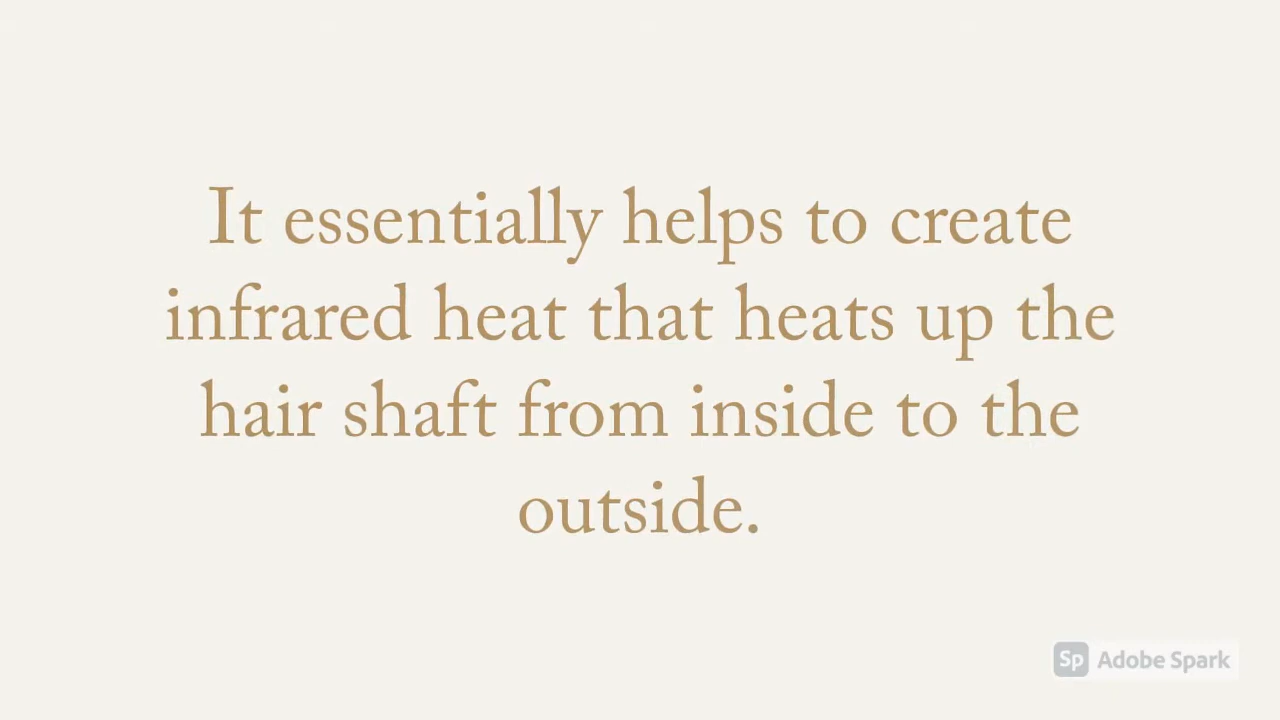 It essentially helps to create
infrared heat that heats up the
hair shaft from inside to the
outside.
Sp Adobe Spark